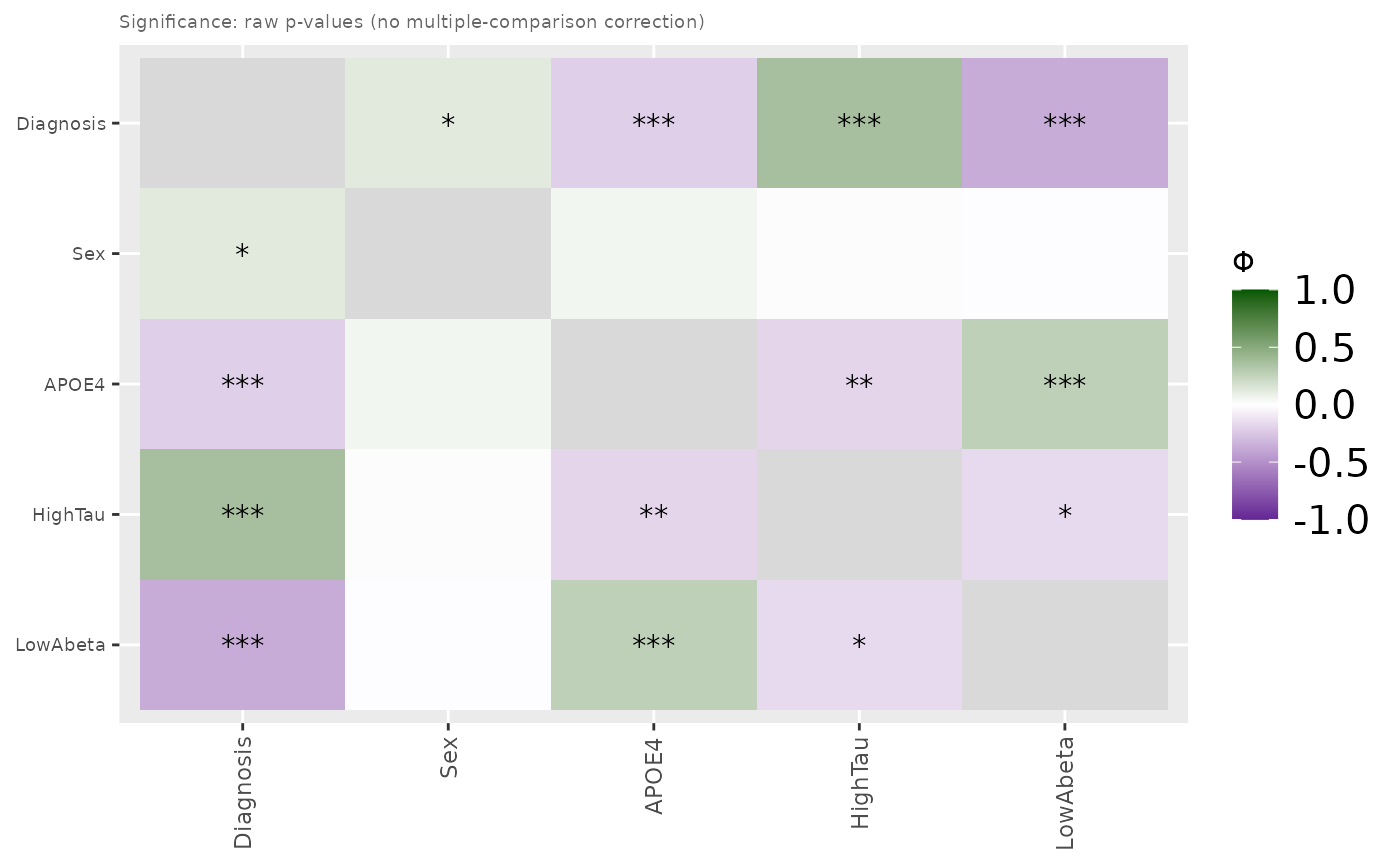 Significance: raw p-values (no multiple-comparison correction)
Diagnosis
* *** *** ***
Sex
*
APOE4
*** ** ***
HighTau
*** ** *
LowAbeta
*** *** *
Diagnosis
Sex
APOE4
HighTau
LowAbeta
Φ
1.0
0.5
0.0
-0.5
-1.0